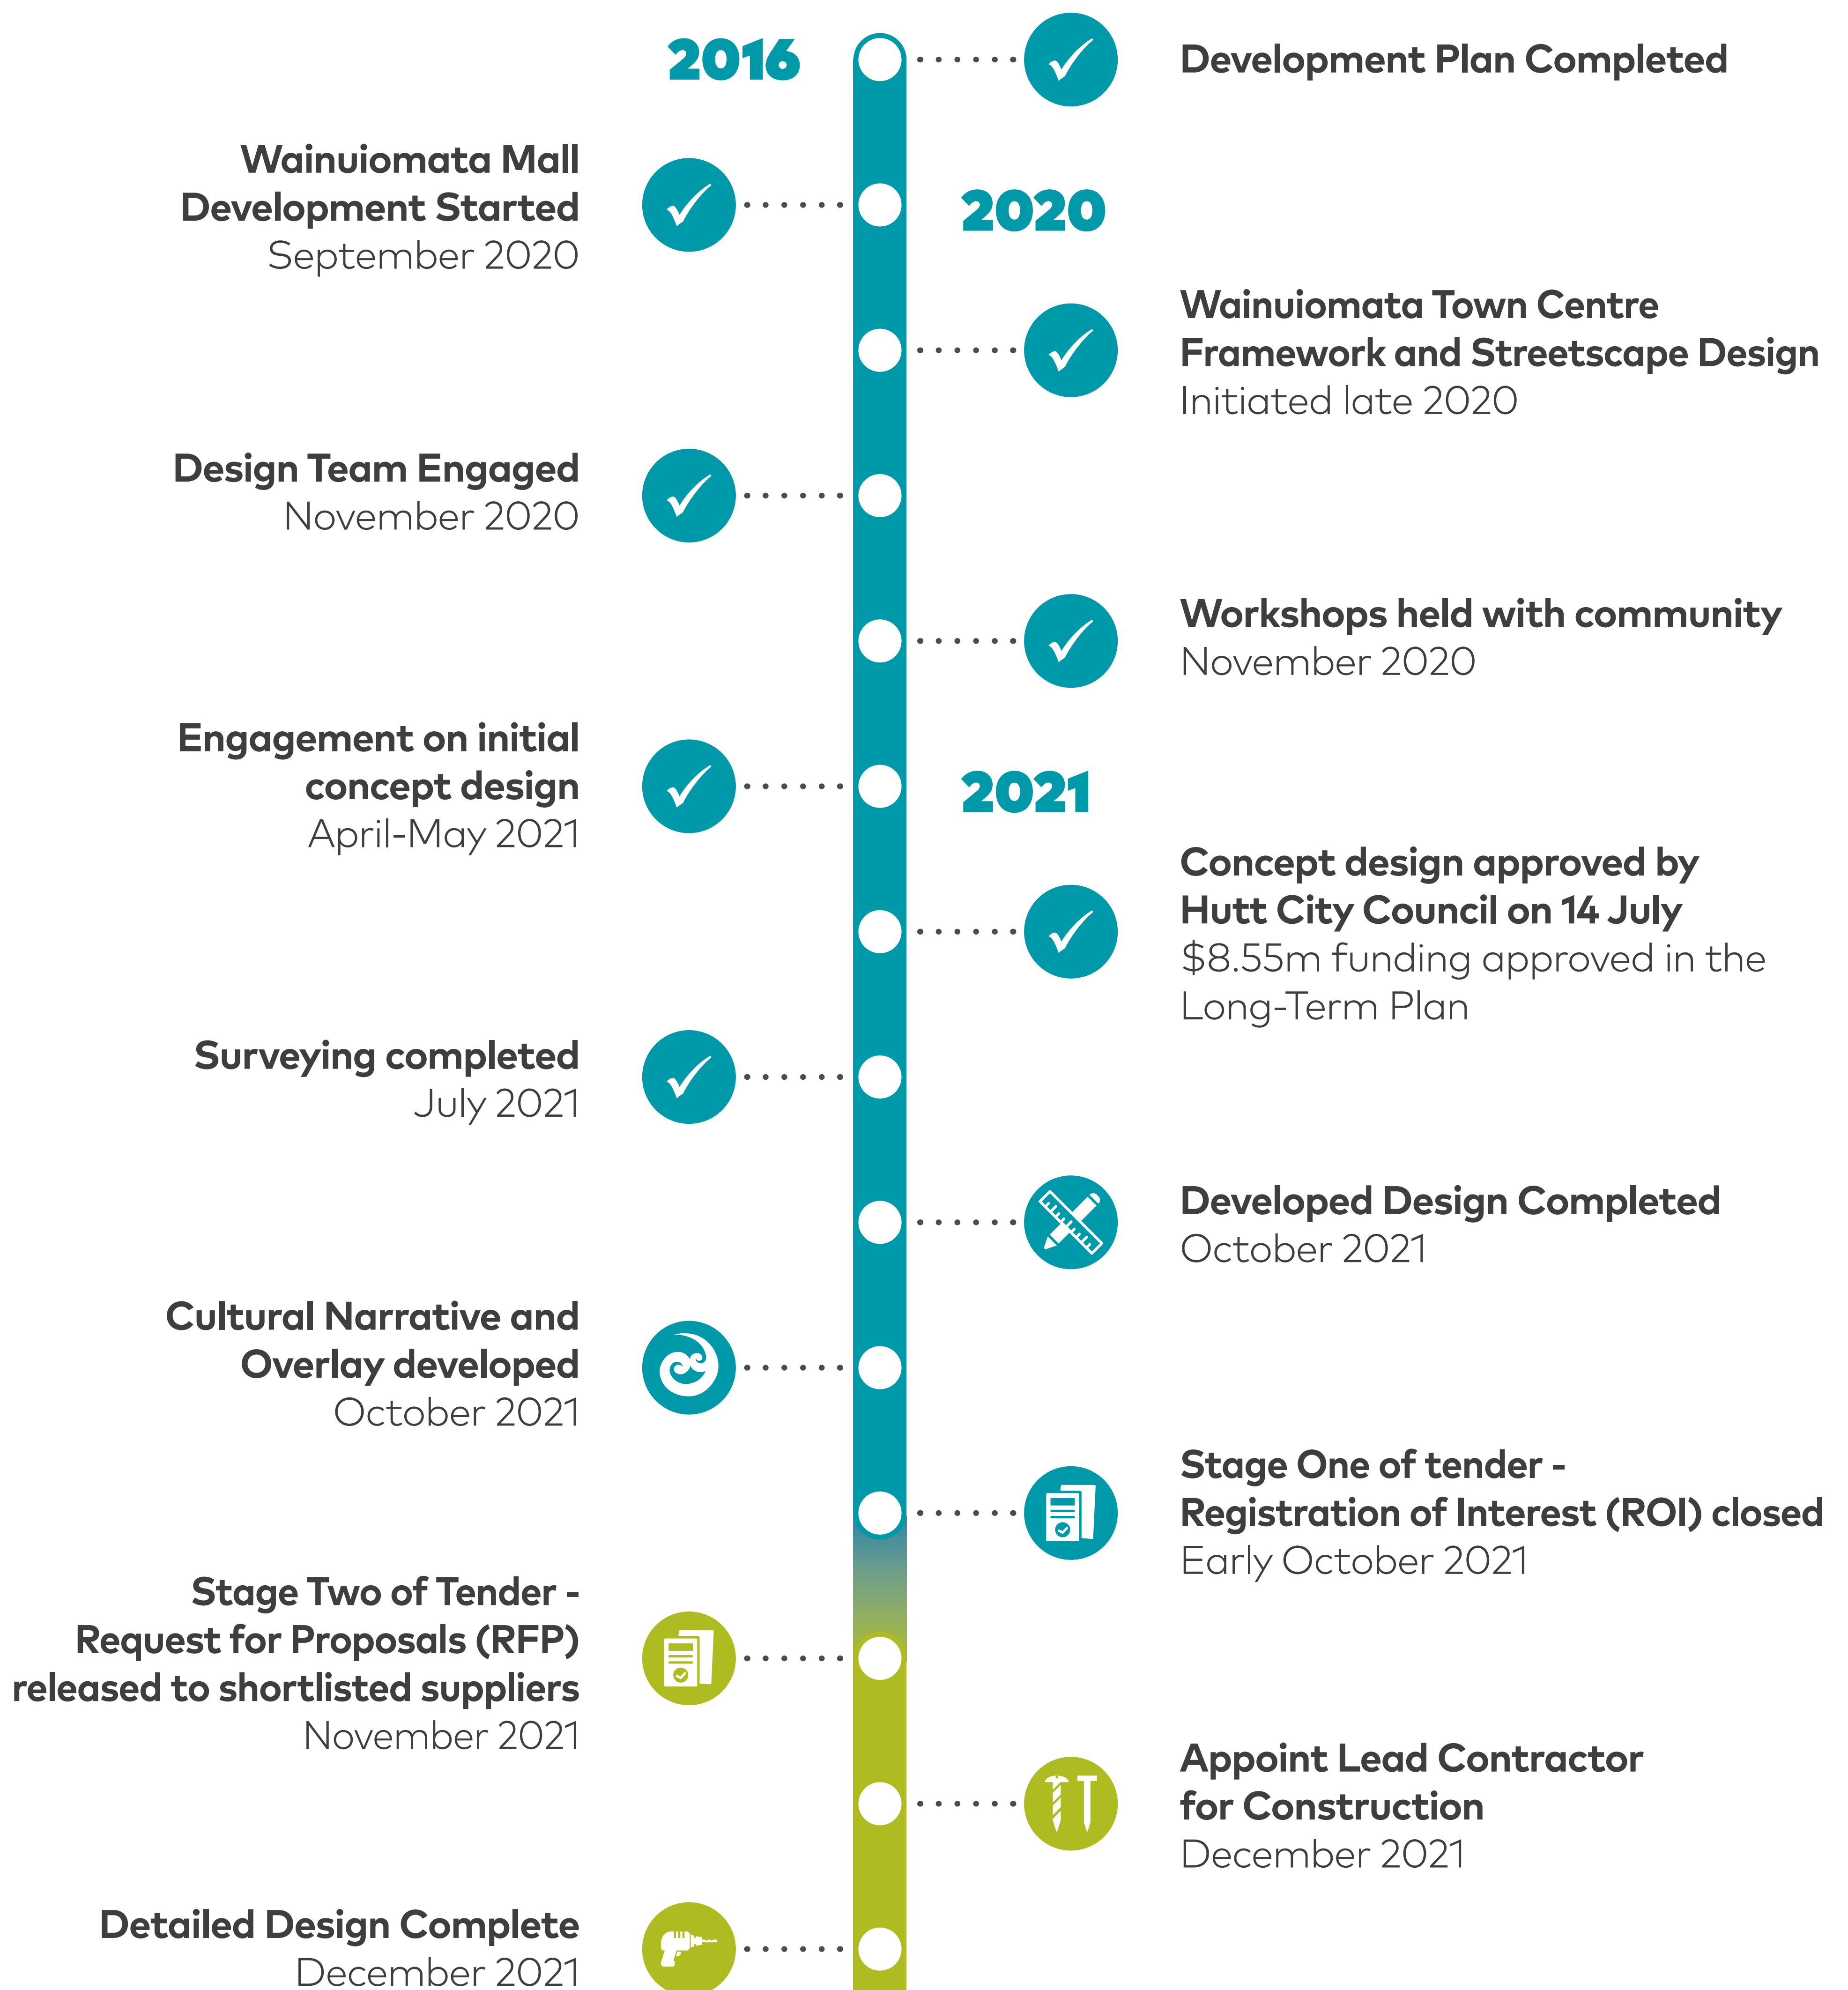 2016
Development Plan Completed
Wainuiomata Mall
Development Started
September 2020
2020
Wainuiomata Town Centre
Framework and Streetscape Design
Initiated late 2020
Design Team Engaged
November 2020
Workshops held with community
November 2020
Engagement on initial
concept design
April-May 2021
2021
Concept design approved by
Hutt City Council on 14 July
$8.55m funding approved in the
Long-Term Plan
Surveying completed
July 2021
Developed Design Completed
October 2021
Cultural Narrative and
Overlay developed
October 2021
Stage One of tender -
Registration of Interest (ROI) closed
Early October 2021
Stage Two of Tender -
Request for Proposals (RFP)
released to shortlisted suppliers
November 2021
Appoint Lead Contractor
for Construction
December 2021
Detailed Design Complete
December 2021